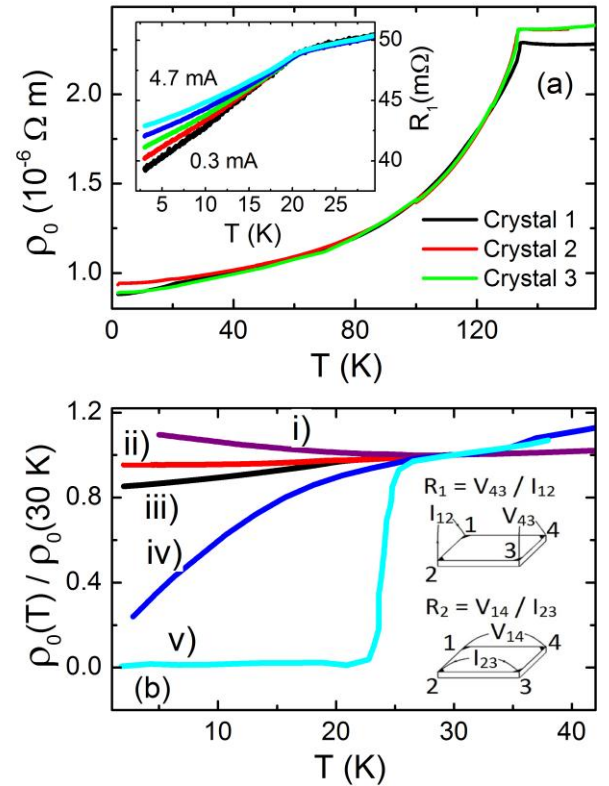 50
45
40
R₁(mΩ)
4.7 mA
0.3 mA
5 10 15 20 25
T (K)
(a)
2.0
1.5
1.0
ρ₀ (10⁻⁶ Ω m)
Crystal 1
Crystal 2
Crystal 3
0 40 80 120
T (K)
1.2
0.8
0.4
0.0
ρ₀(T) / ρ₀(30 K)
i)
ii)
iii)
iv)
v)
(b)
R₁ = V₄₃ / I₁₂
I₁₂ 1 V₄₃ 4
2 3
R₂ = V₁₄ / I₂₃
1 V₁₄ 4
I₂₃
2 3
10 20 30 40
T (K)